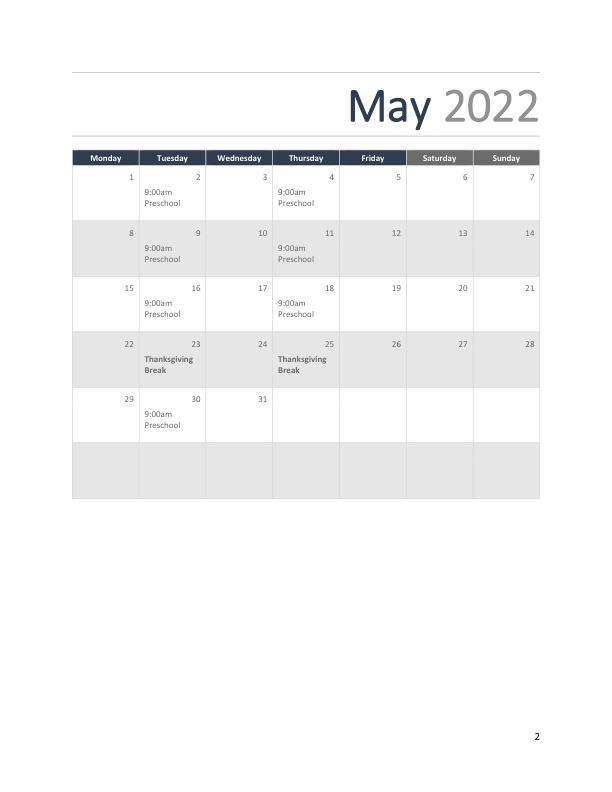 May 2022
Monday Tuesday Wednesday Thursday Friday Saturday Sunday
1 2 3 4 5 6 7
9:00am 9:00am
Preschool Preschool
8 9 10 11 12 13 14
9:00am 9:00am
Preschool Preschool
15 16 17 18 19 20 21
9:00am 9:00am
Preschool Preschool
22 23 24 25 26 27 28
Thanksgiving Thanksgiving
Break Break
29 30 31
9:00am
Preschool
2